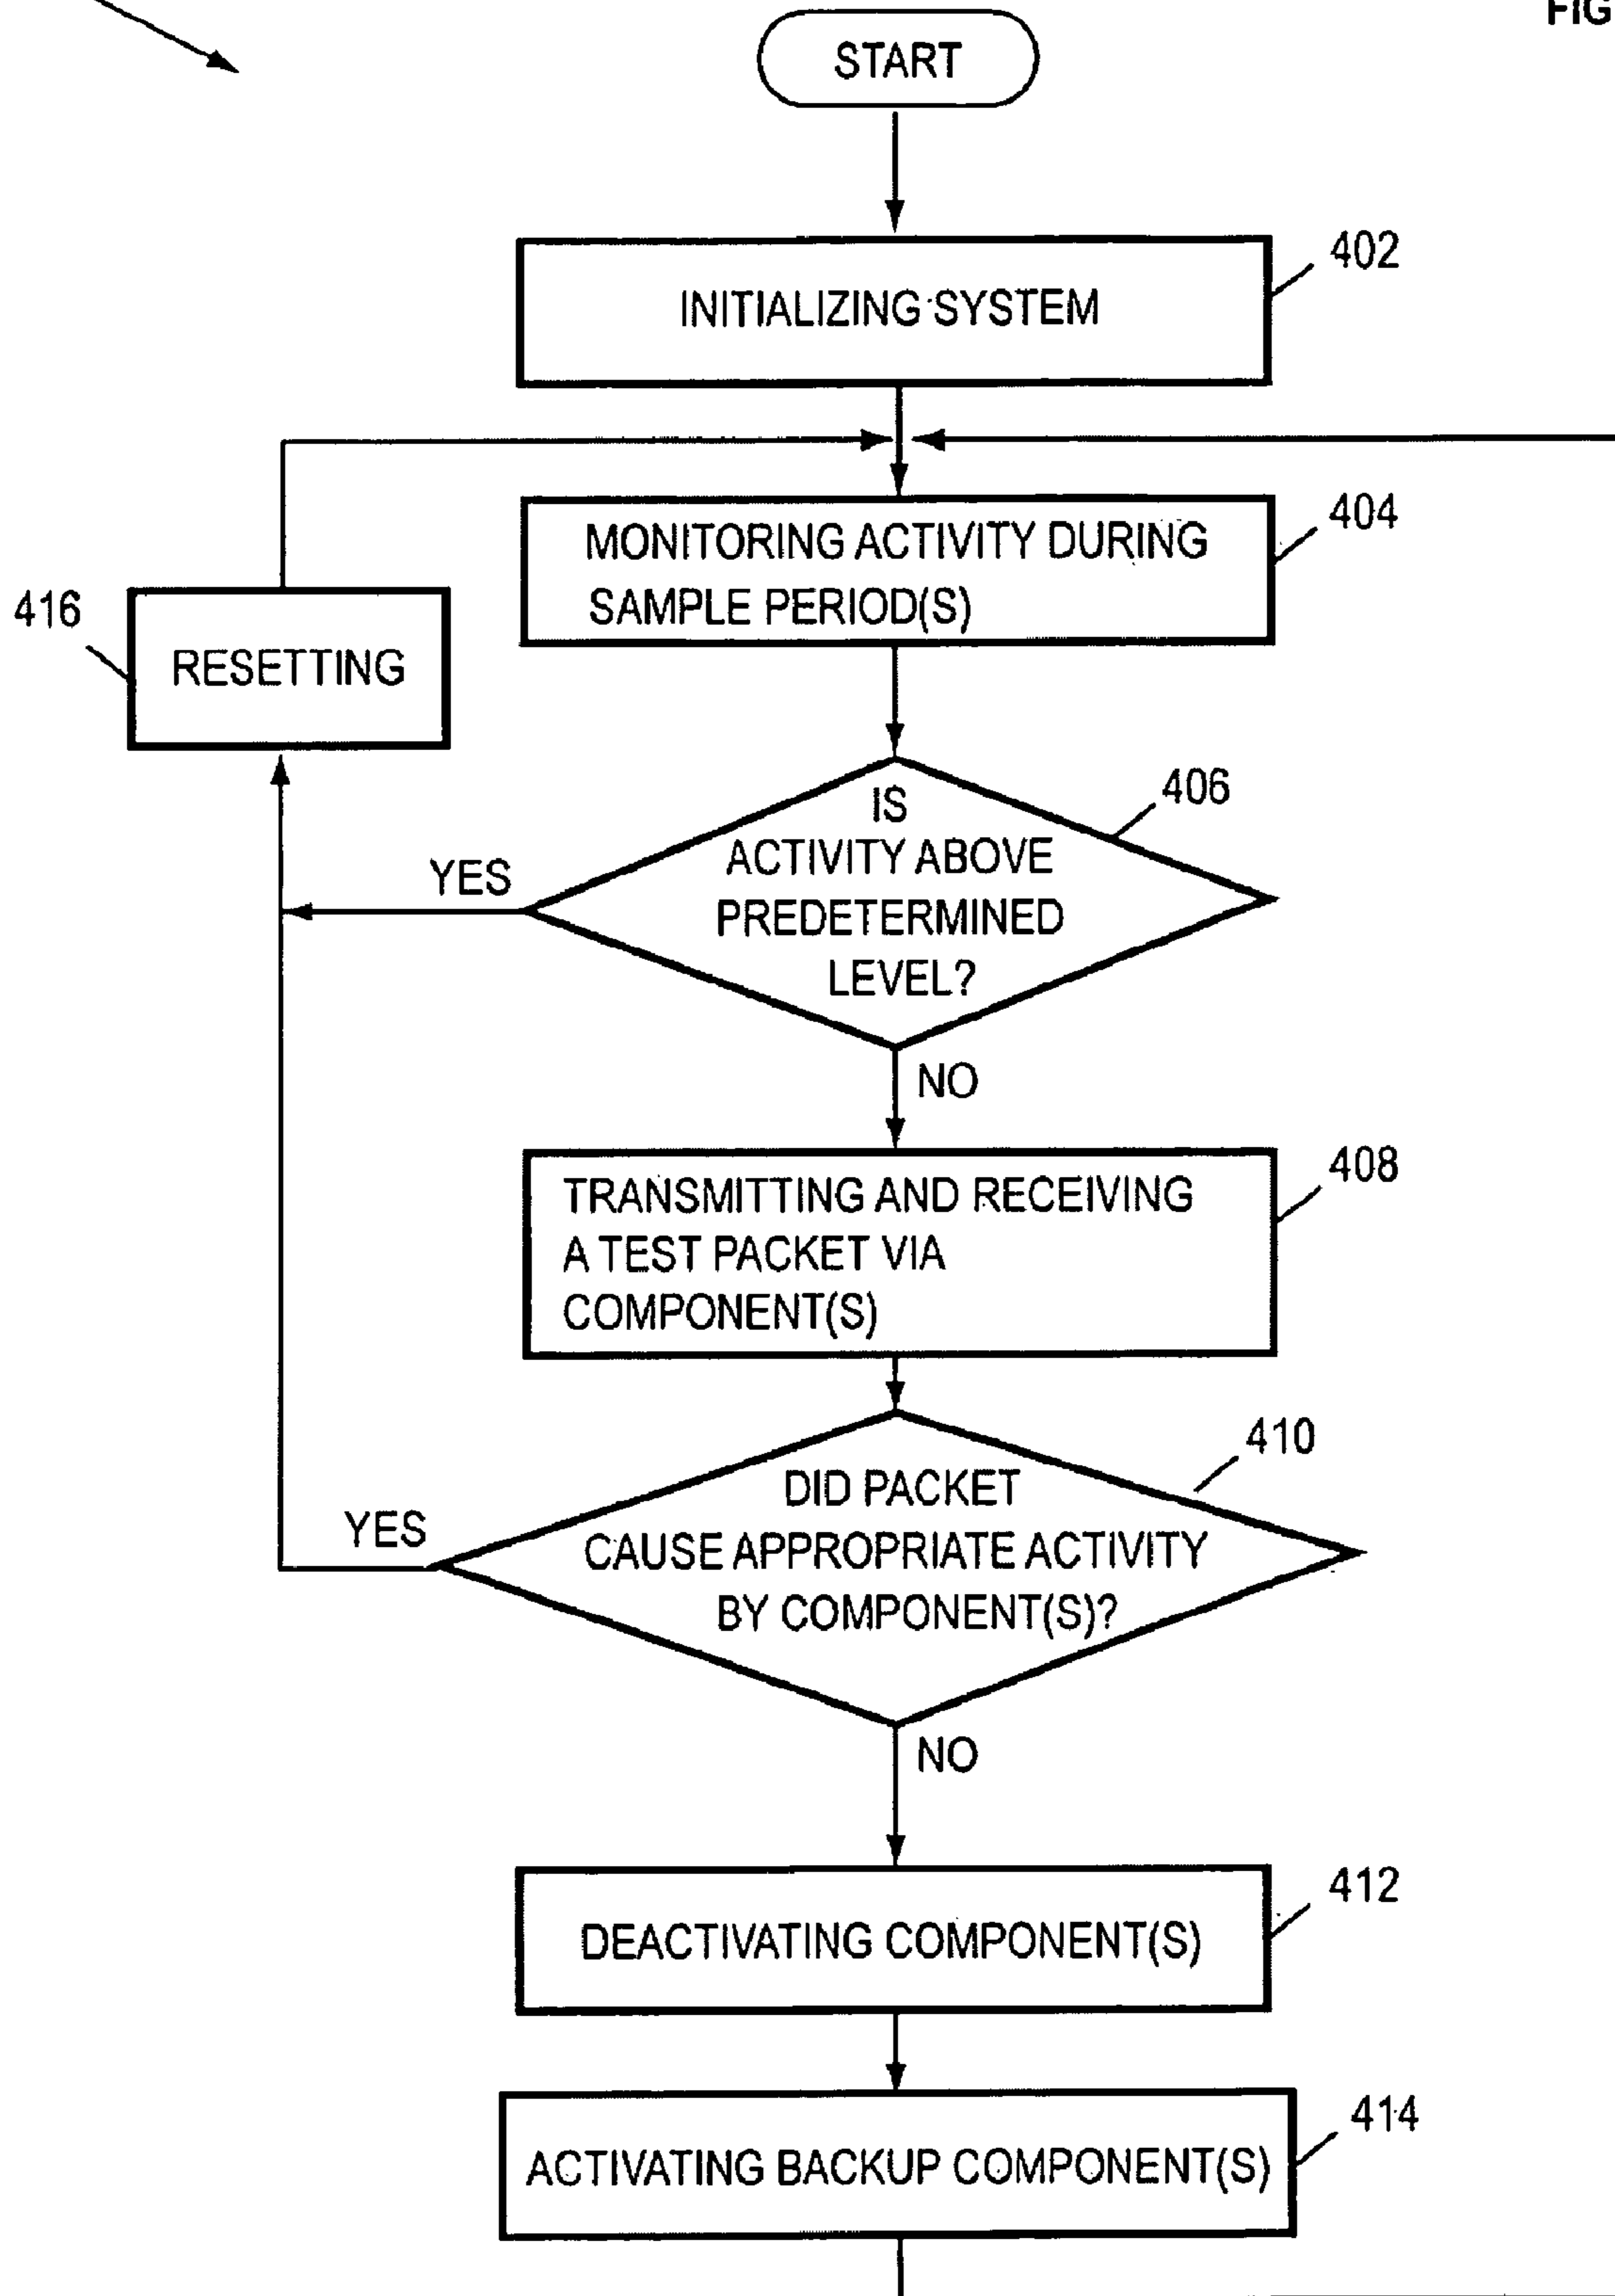 FIG
START
402
INITIALIZING SYSTEM
404
MONITORING ACTIVITY DURING
SAMPLE PERIOD(S)
416
RESETTING
406
IS
ACTIVITY ABOVE
PREDETERMINED
LEVEL?
YES
NO
408
TRANSMITTING AND RECEIVING
A TEST PACKET VIA
COMPONENT(S)
410
DID PACKET
CAUSE APPROPRIATE ACTIVITY
BY COMPONENT(S)?
YES
NO
412
DEACTIVATING COMPONENT(S)
414
ACTIVATING BACKUP COMPONENT(S)